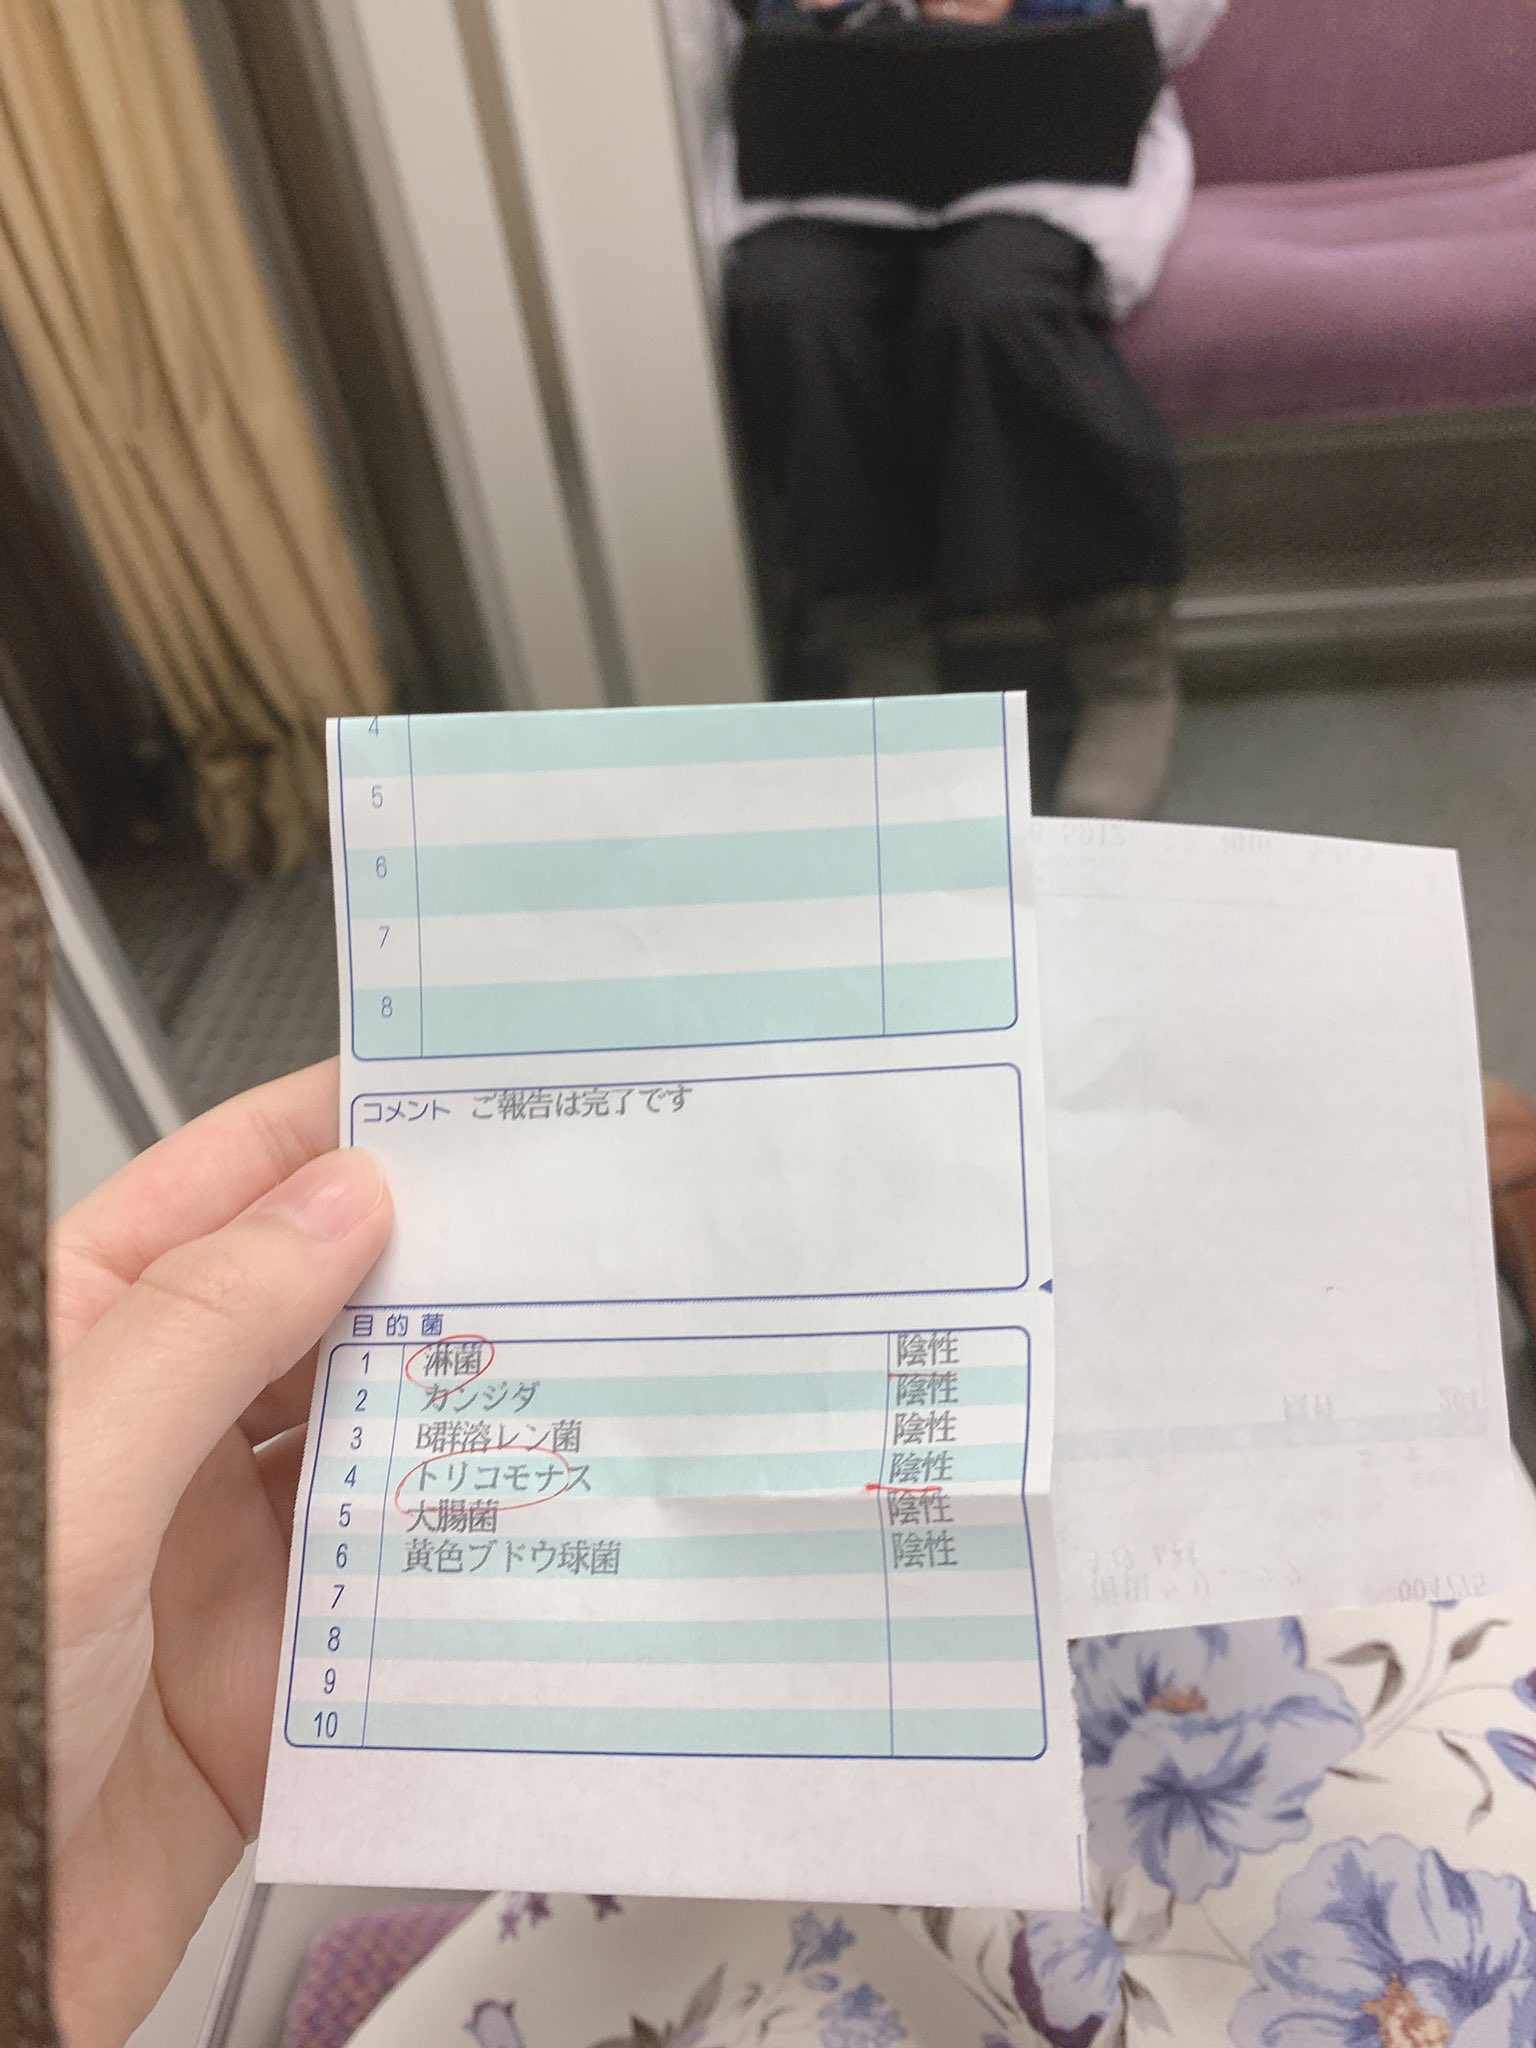 4
5
6
7
8
コメント ご報告は完了です
目的菌
1 淋菌 陰性
2 カンジダ 陰性
3 B群溶レン菌 陰性
4 トリコモナス 陰性
5 大腸菌 陰性
6 黄色ブドウ球菌 陰性
7
8
9
10